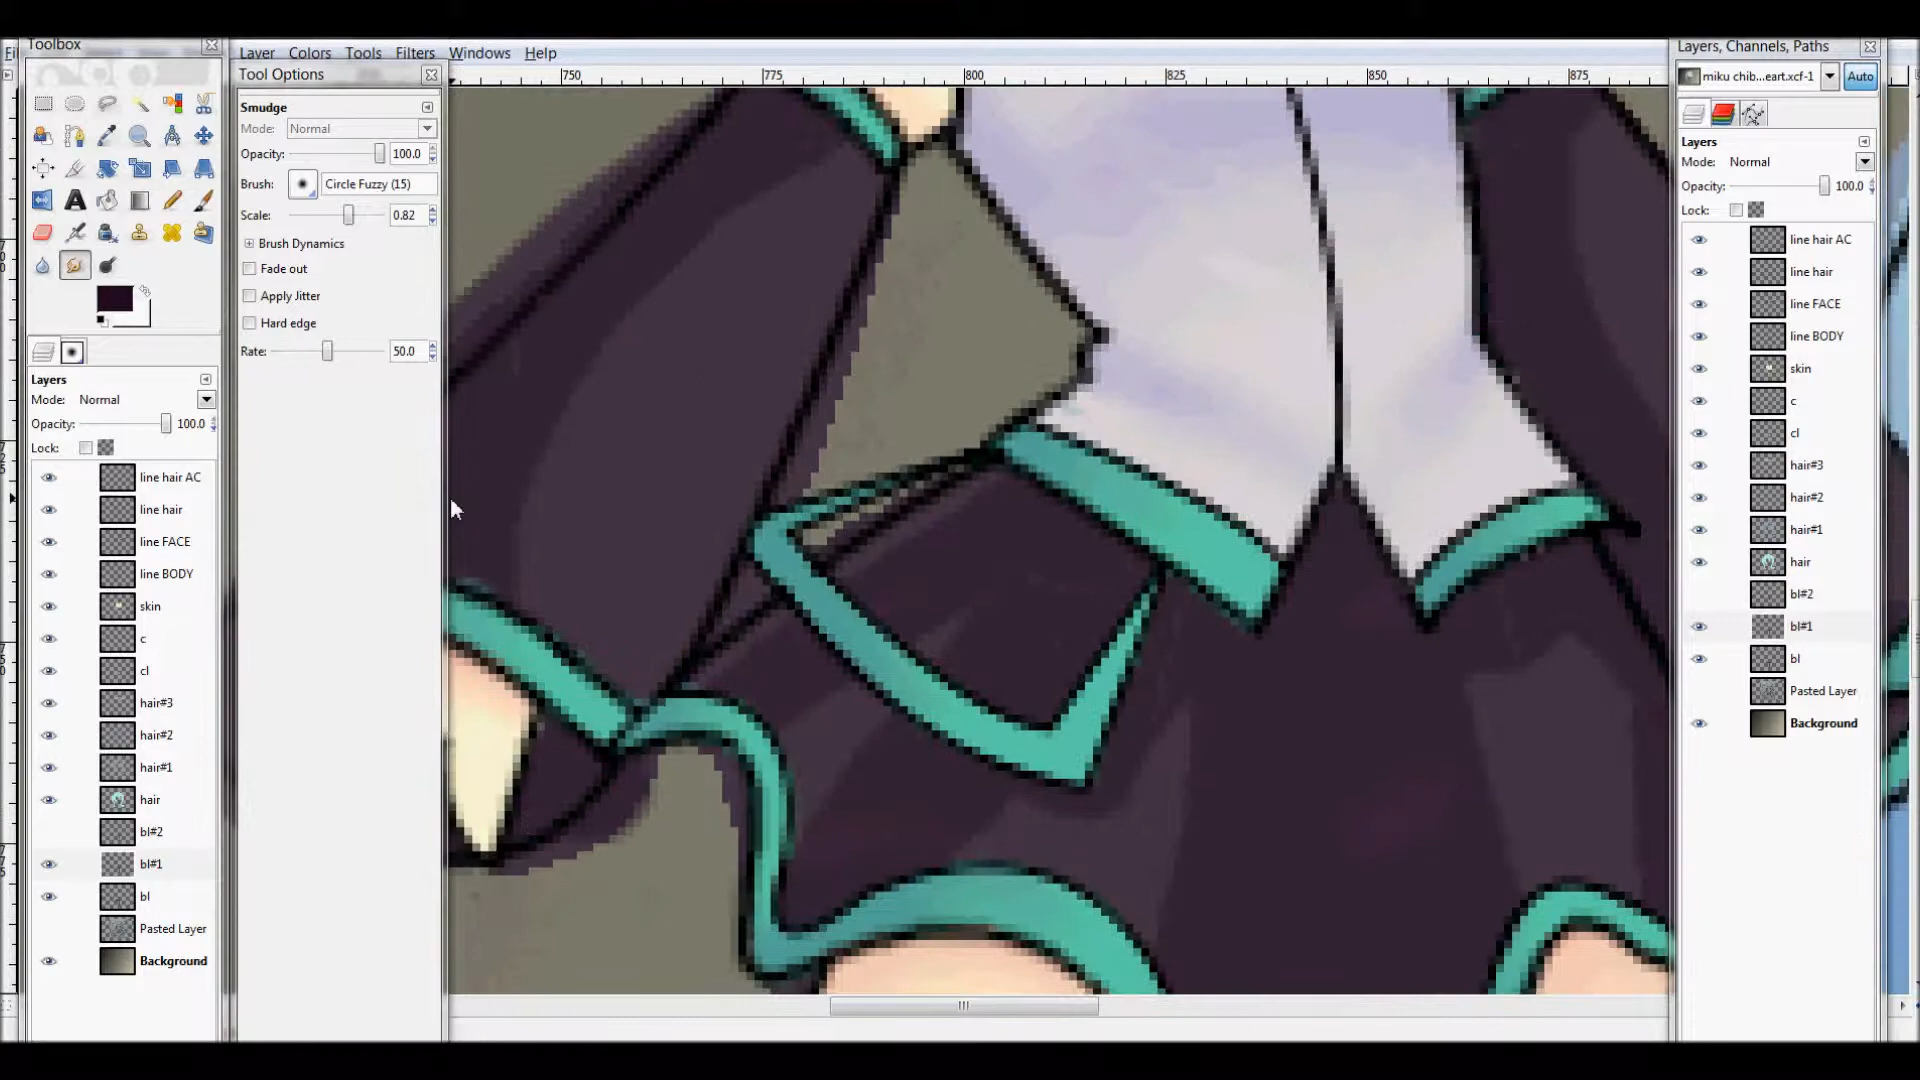 Toolbox
Layer Colors Tools Filters Windows Help
Tool Options
Smudge
Mode: Normal
Opacity: 100.0
Brush: Circle Fuzzy (15)
Scale: 0.82
Brush Dynamics
Fade out
Apply Jitter
Hard edge
Rate: 50.0
Layers
Mode: Normal
Opacity: 100.0
Lock:
line hair AC
line hair
line FACE
line BODY
skin
c
cl
hair#3
hair#2
hair#1
hair
bl#2
bl#1
bl
Pasted Layer
Background
750 775 800 825 850 875
Layers, Channels, Paths
miku chib...eart.xcf-1 Auto
Layers
Mode: Normal
Opacity: 100.0
Lock:
line hair AC
line hair
line FACE
line BODY
skin
c
cl
hair#3
hair#2
hair#1
hair
bl#2
bl#1
bl
Pasted Layer
Background